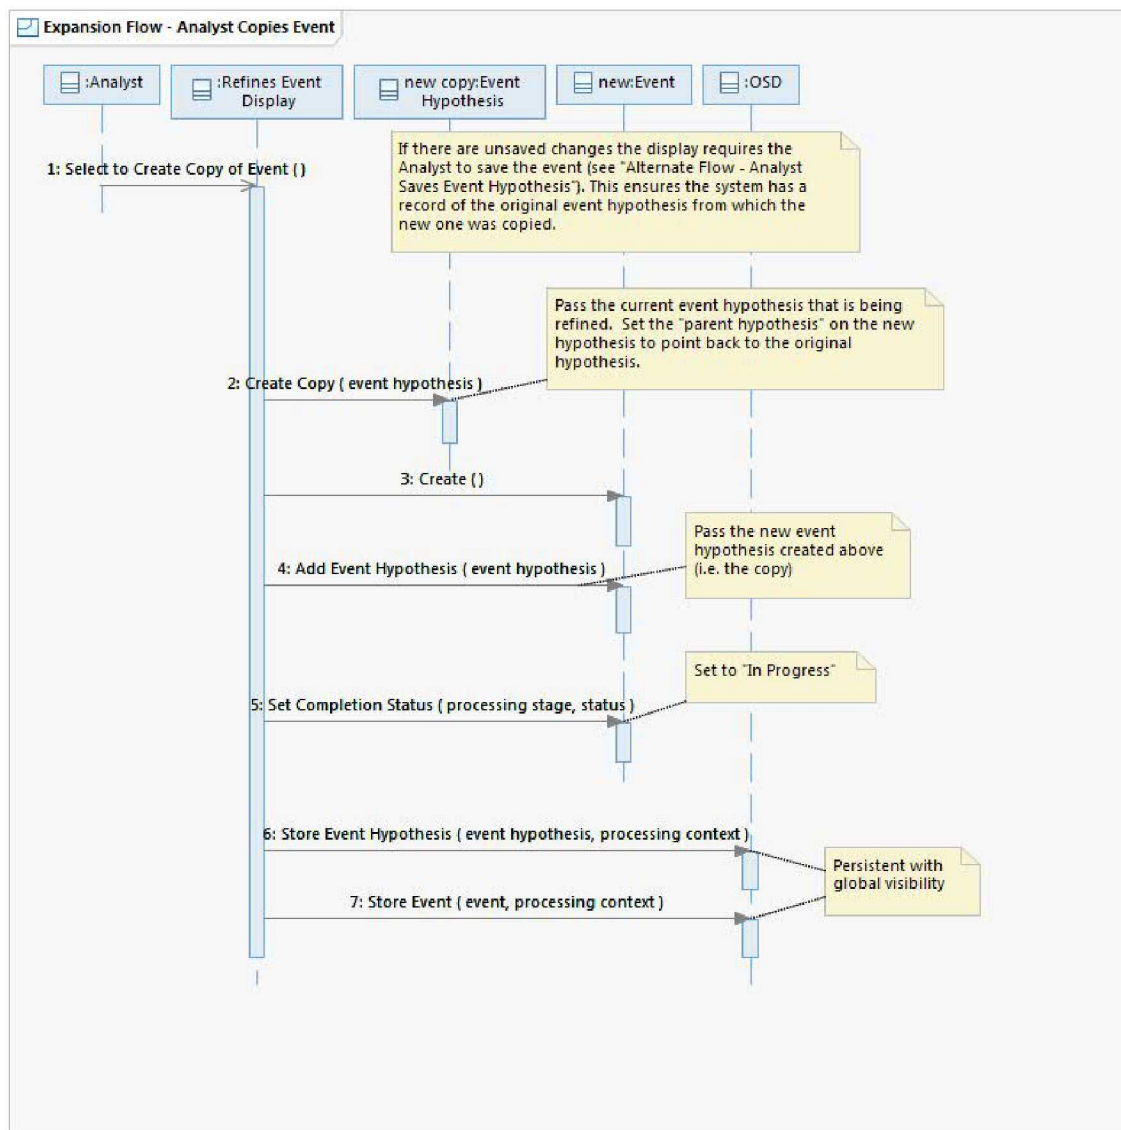 Expansion Flow - Analyst Copies Event
:Analyst
:Refines Event
Display
new copy:Event
Hypothesis
new:Event
:OSD
If there are unsaved changes the display requires the
Analyst to save the event (see "Alternate Flow - Analyst
Saves Event Hypothesis"). This ensures the system has a
record of the original event hypothesis from which the
new one was copied.
1: Select to Create Copy of Event ( )
Pass the current event hypothesis that is being
refined. Set the "parent hypothesis" on the new
hypothesis to point back to the original
hypothesis.
2: Create Copy ( event hypothesis )
3: Create ( )
Pass the new event
hypothesis created above
(i.e. the copy)
4: Add Event Hypothesis ( event hypothesis )
Set to "In Progress"
5: Set Completion Status ( processing stage, status )
6: Store Event Hypothesis ( event hypothesis, processing context )
Persistent with
global visibility
7: Store Event ( event, processing context )